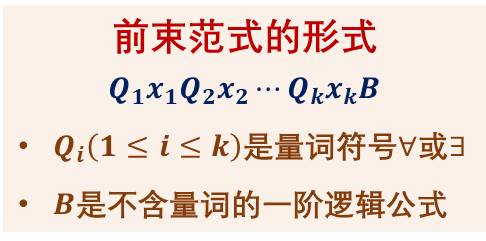 前束范式的形式
Q₁x₁Q₂x₂ ⋯ QₖxₖB
• Qᵢ(1 ≤ i ≤ k)是量词符号∀或∃
• B是不含量词的一阶逻辑公式